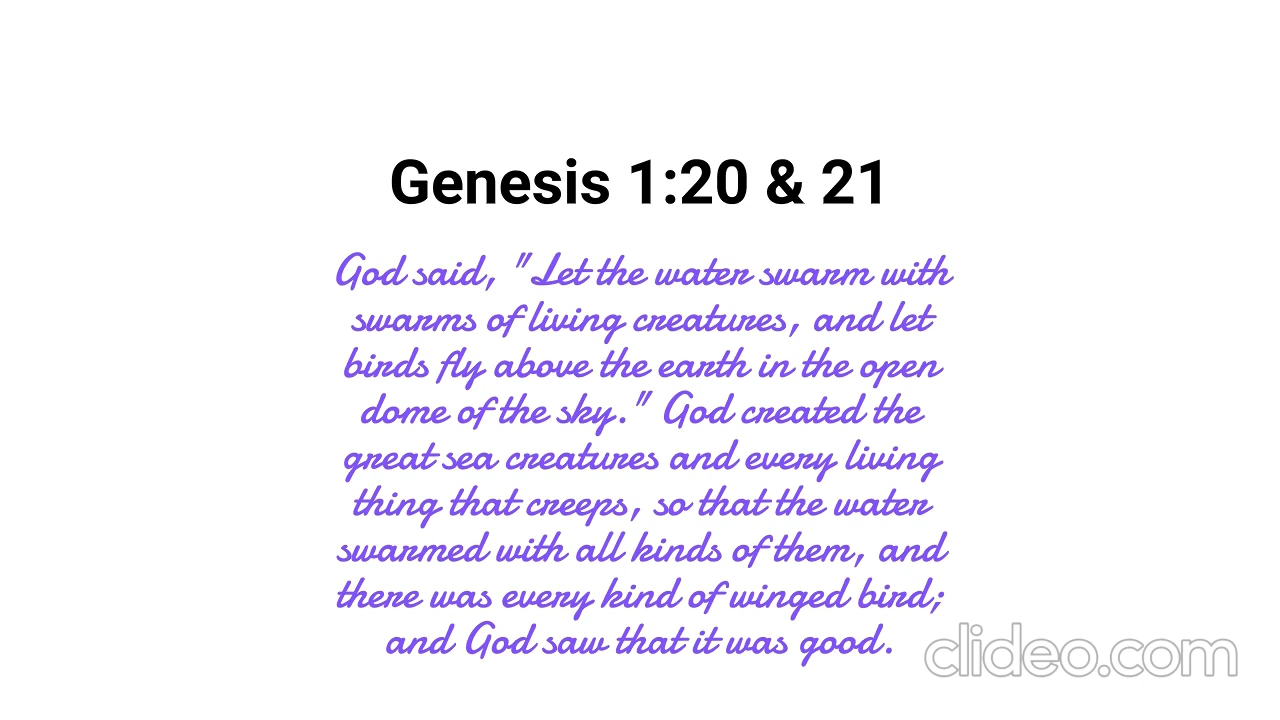 Genesis 1:20 & 21
God said, "Let the water swarm with
swarms of living creatures, and let
birds fly above the earth in the open
dome of the sky." God created the
great sea creatures and every living
thing that creeps, so that the water
swarmed with all kinds of them, and
there was every kind of winged bird;
and God saw that it was good.
clideo.com